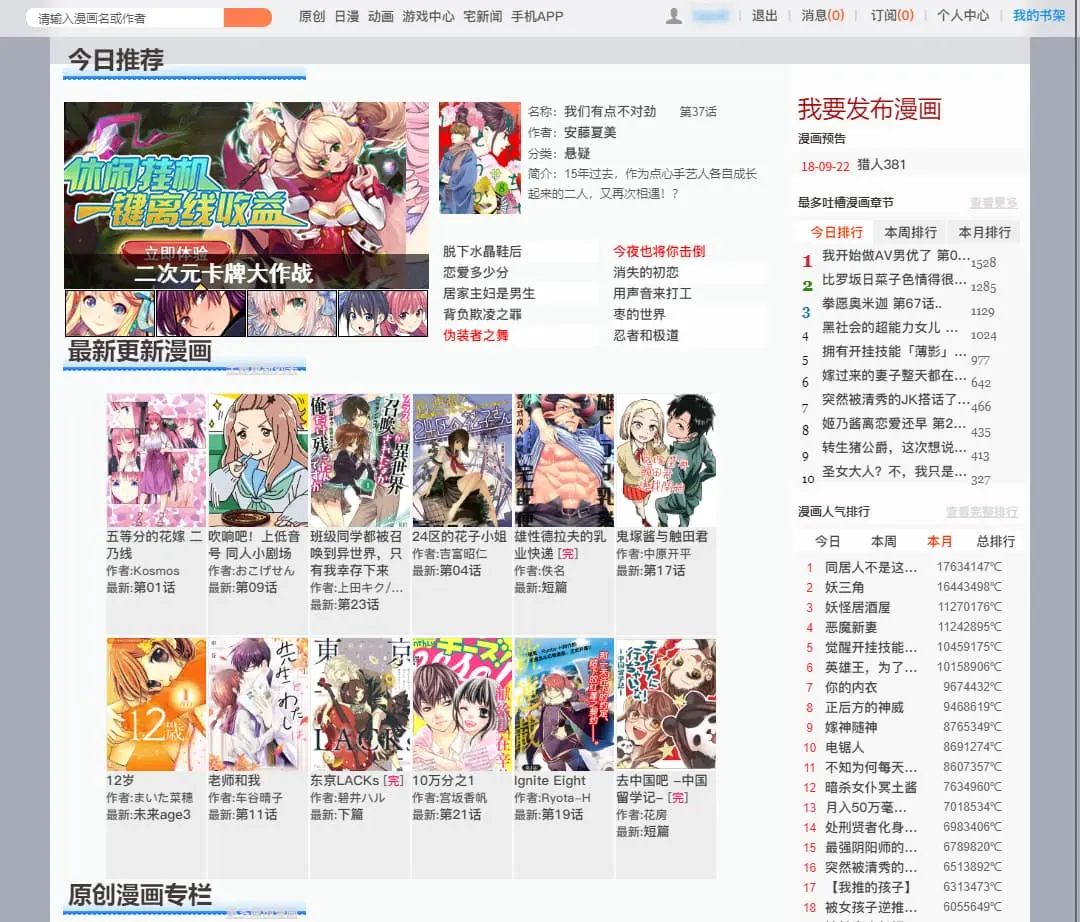 请输入漫画名或作者
原创 日漫 动画 游戏中心 宅新闻 手机APP
退出 消息(0) 订阅(0) 个人中心 我的书架
今日推荐
休闲挂机
一键离线收益
立即体验
二次元卡牌大作战
名称：我们有点不对劲 第37话
作者：安藤夏美
分类：悬疑
简介：15年过去，作为点心手艺人各自成长
起来的二人，又再次相遇！？
脱下水晶鞋后 今夜也将你击倒
恋爱多少分 消失的初恋
居家主妇是男生 用声音来打工
背负欺凌之罪 枣的世界
伪装者之舞 忍者和极道
最新更新漫画
五等分的花嫁 二
乃线
作者:Kosmos
最新:第01话
吹响吧！上低音
号 同人小剧场
作者:おこげせん
最新:第09话
班级同学都被召
唤到异世界，只
有我幸存下来
作者:上田キク/...
最新:第23话
24区的花子小姐
作者:吉富昭仁
最新:第04话
雄性德拉夫的乳
业快递 [完]
作者:佚名
最新:短篇
鬼塚酱与触田君
作者:中原开平
最新:第17话
12歳
12岁
作者:まいた菜穗
最新:未来age3
先生とわたし
老师和我
作者:车谷晴子
最新:第11话
東京
LACKs
东京LACKs [完]
作者:碧井ハル
最新:下篇
10万分之1
作者:宫坂香帆
最新:第21话
Ignite Eight
作者:Ryota-H
最新:第19话
去中国吧 –中国
留学记– [完]
作者:花房
最新:短篇
原创漫画专栏
我要发布漫画
漫画预告
18-09-22 猎人381
最多吐槽漫画章节 查看更多
今日排行 本周排行 本月排行
1 我开始做AV男优了 第0... 1528
2 比罗坂日菜子色情得很... 1285
3 拳愿奥米迦 第67话.. 1129
4 黑社会的超能力女儿 ... 1024
5 拥有开挂技能「薄影」... 977
6 嫁过来的妻子整天都在... 642
7 突然被清秀的JK搭话了... 466
8 姬乃酱离恋爱还早 第2... 435
9 转生猪公爵，这次想说... 413
10 圣女大人？不，我只是... 327
漫画人气排行 查看完整排行
今日 本周 本月 总排行
1 同居人不是这... 17634147℃
2 妖三角 16443498℃
3 妖怪居酒屋 11270176℃
4 恶魔新妻 11242895℃
5 觉醒开挂技能... 10459175℃
6 英雄王，为了... 10158906℃
7 你的内衣 9674432℃
8 正后方的神威 9468619℃
9 嫁神随神 8765349℃
10 电锯人 8691274℃
11 不知为何每天... 8607357℃
12 暗杀女仆冥土酱 7634960℃
13 月入50万毫... 7018534℃
14 处刑贤者化身... 6983406℃
15 最强阴阳师的... 6789820℃
16 突然被清秀的... 6513892℃
17 【我推的孩子】 6313473℃
18 被女孩子逆推... 6055649℃